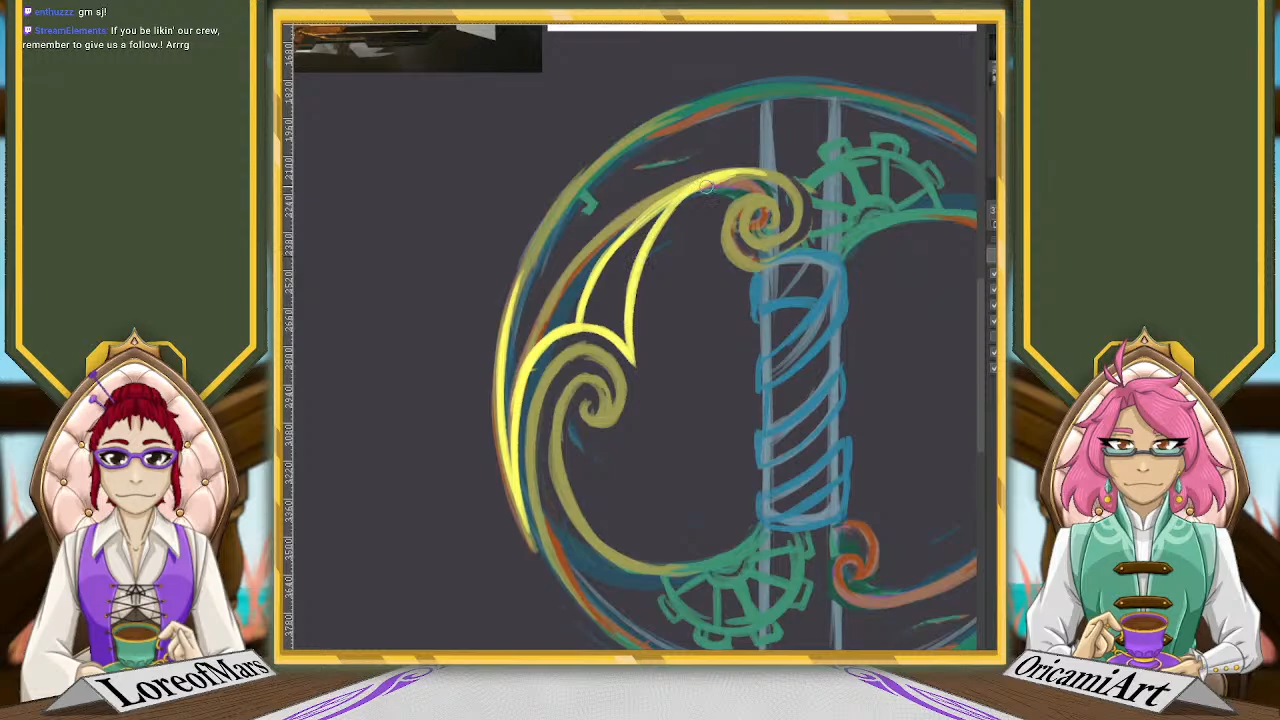 enthuzzz: gm sj!
StreamElements: If you be likin' our crew,
remember to give us a follow.! Arrrg
LoreofMars
OricamiArt